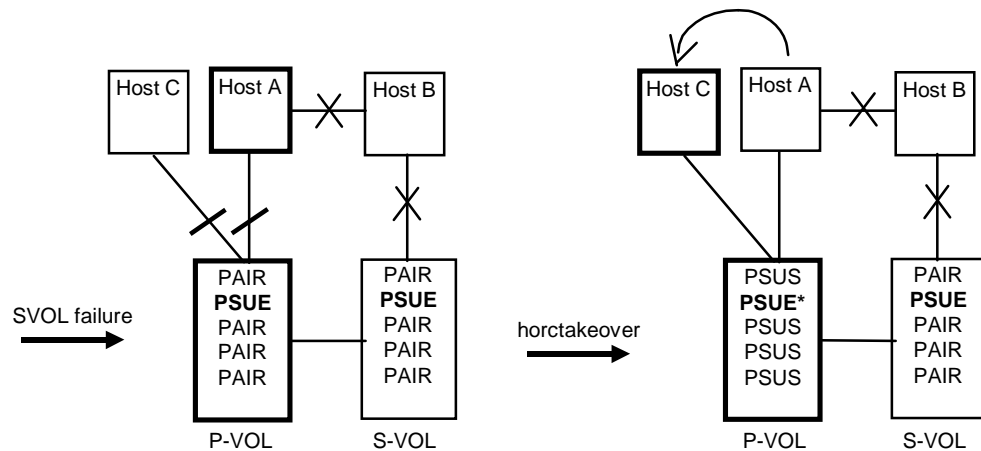 Host C
Host A
Host B
SVOL failure
PAIR
PSUE
PAIR
PAIR
PAIR
P-VOL
PAIR
PSUE
PAIR
PAIR
PAIR
S-VOL
Host C
Host A
Host B
horctakeover
PSUS
PSUE*
PSUS
PSUS
PSUS
P-VOL
PAIR
PSUE
PAIR
PAIR
PAIR
S-VOL